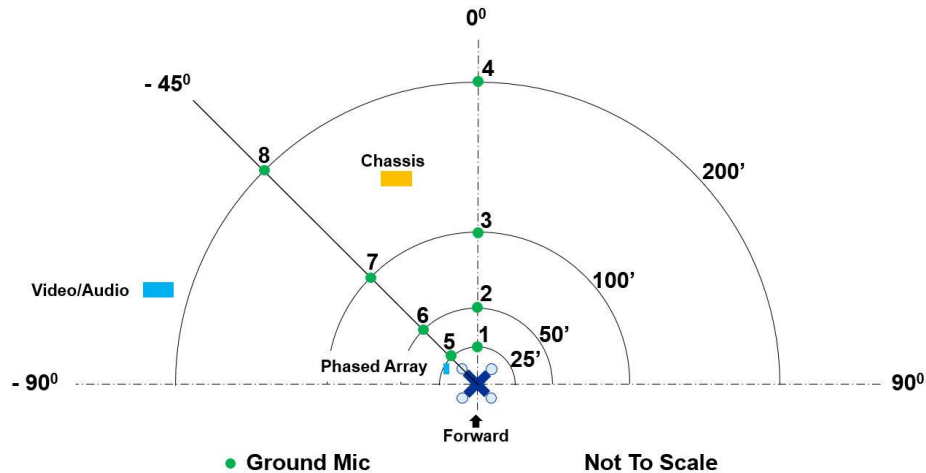 0⁰
- 45⁰
4
8
Chassis
200’
3
7
100’
Video/Audio
2
6
50’
1
5
25’
Phased Array
- 90⁰
90⁰
Forward
Ground Mic
Not To Scale